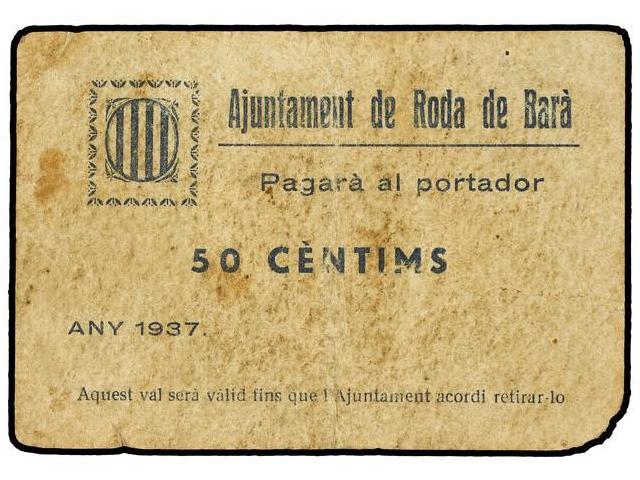 Ajuntament de Roda de Barà
Pagarà al portador
50 CÈNTIMS
ANY 1937.
Aquest val serà vàlid fins que l'Ajuntament acordi retirar-lo